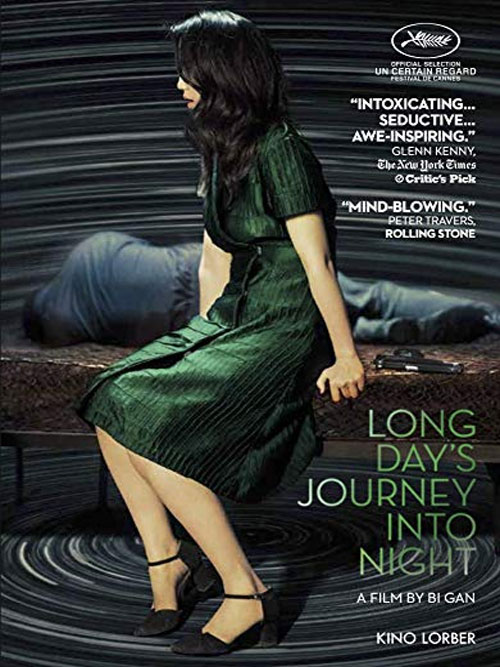 OFFICIAL SELECTION
UN CERTAIN REGARD
FESTIVAL DE CANNES
“INTOXICATING...
SEDUCTIVE...
AWE-INSPIRING.”
GLENN KENNY,
The New York Times
Critic's Pick
“MIND-BLOWING.”
PETER TRAVERS,
ROLLING STONE
LONG
DAY'S
JOURNEY
INTO
NIGHT
A FILM BY BI GAN
KINO LORBER